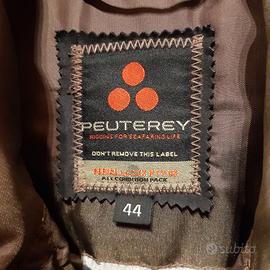 PEUTEREY
RIGGING FOR SEAFARING LIFE
DON'T REMOVE THIS LABEL
ALL CONDITION PACK
44
subito